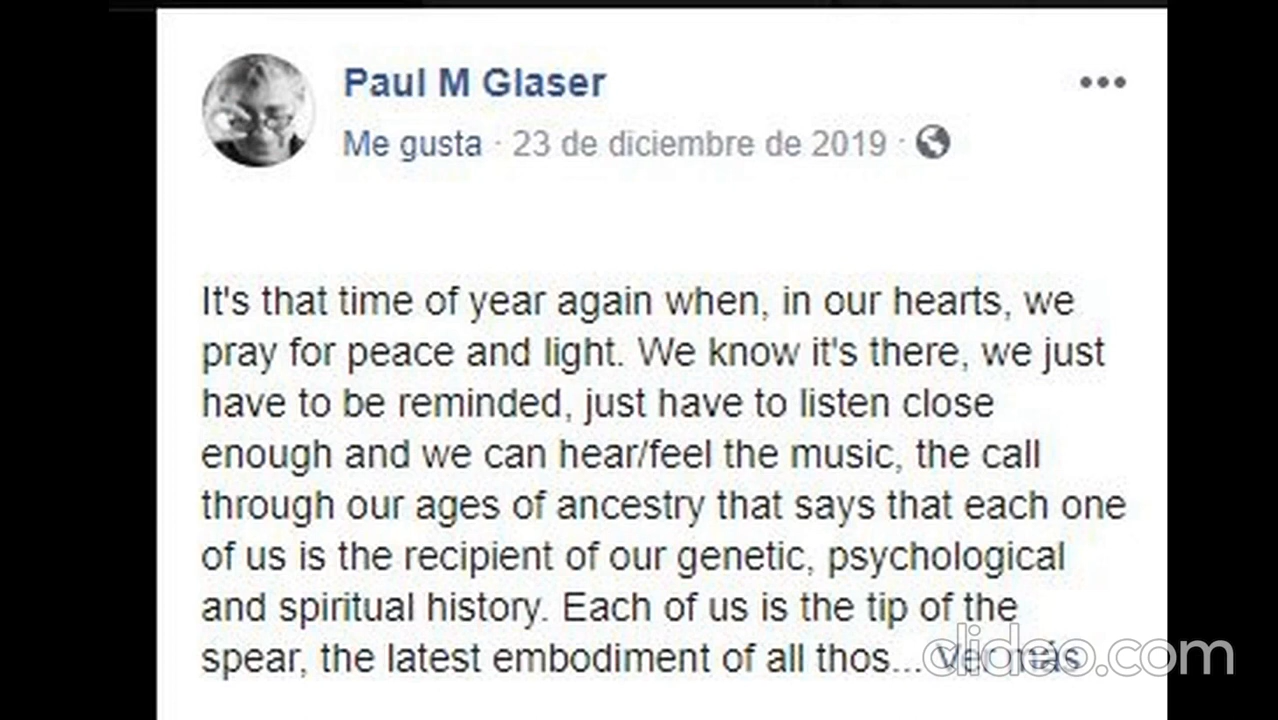 Paul M Glaser
Me gusta · 23 de diciembre de 2019 ·
It's that time of year again when, in our hearts, we
pray for peace and light. We know it's there, we just
have to be reminded, just have to listen close
enough and we can hear/feel the music, the call
through our ages of ancestry that says that each one
of us is the recipient of our genetic, psychological
and spiritual history. Each of us is the tip of the
spear, the latest embodiment of all thos... Ver más
clideo.com